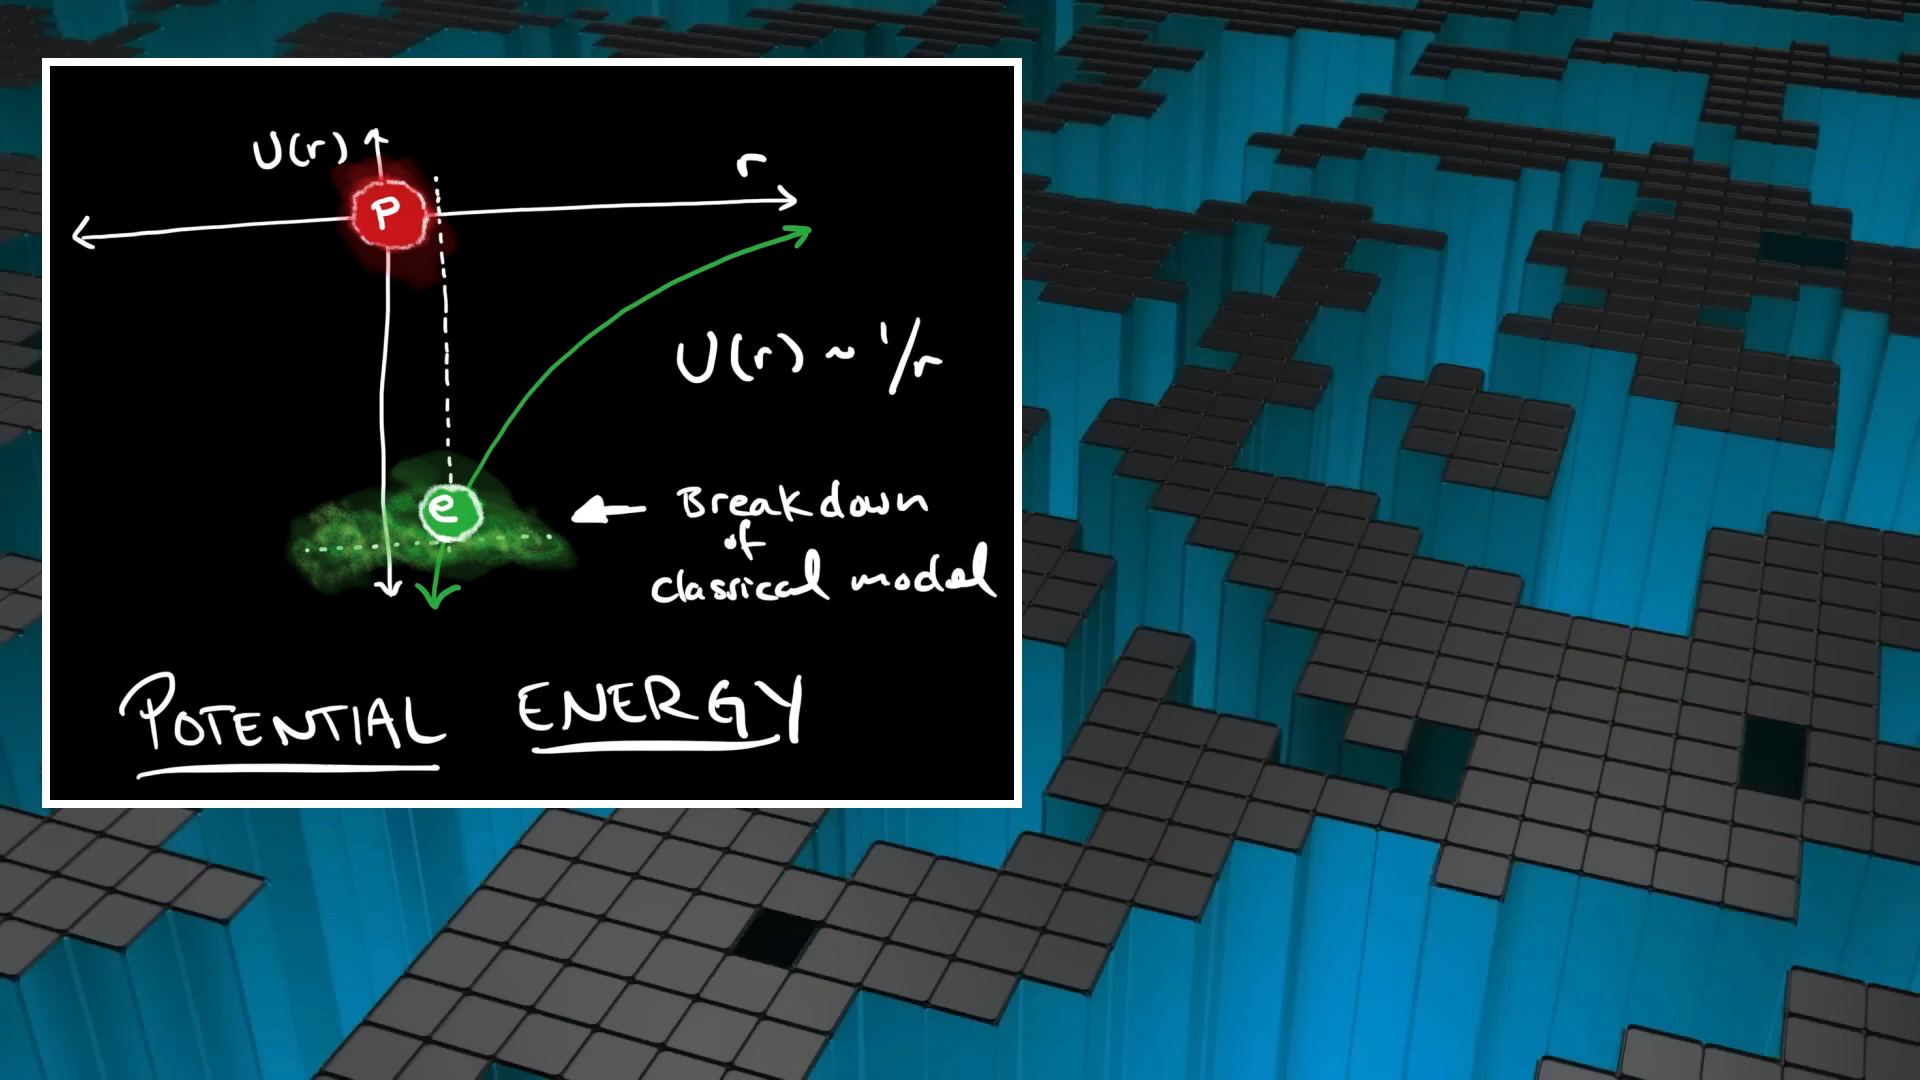 U(r)
r
P
U(r) ~ 1/r
e
Breakdown
of
classical model
POTENTIAL ENERGY